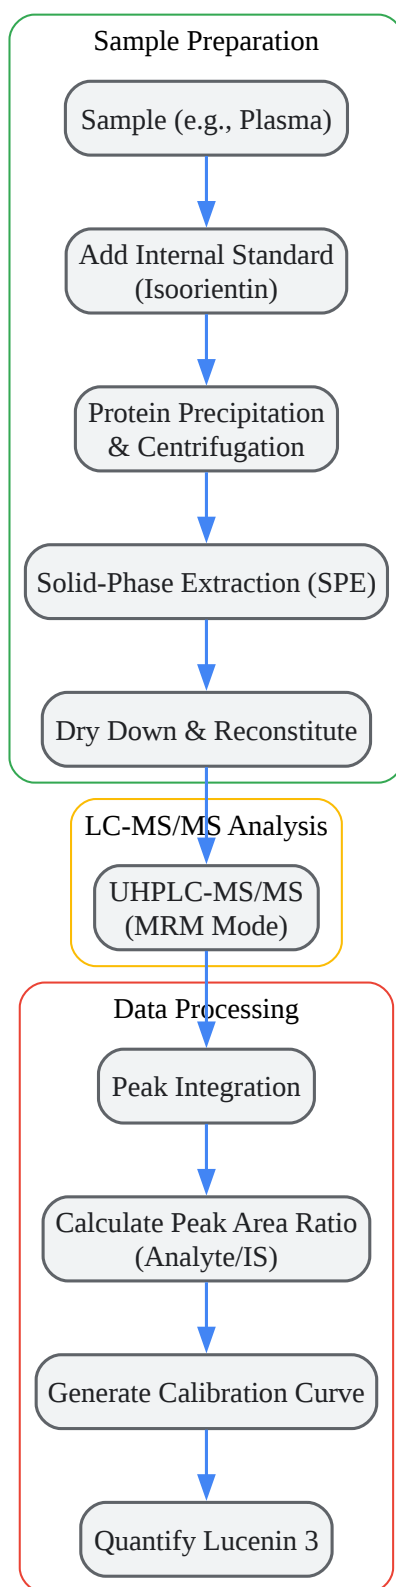 Sample Preparation
Sample (e.g., Plasma)
Add Internal Standard
(Isoorientin)
Protein Precipitation
& Centrifugation
Solid-Phase Extraction (SPE)
Dry Down & Reconstitute
LC-MS/MS Analysis
UHPLC-MS/MS
(MRM Mode)
Data Processing
Peak Integration
Calculate Peak Area Ratio
(Analyte/IS)
Generate Calibration Curve
Quantify Lucenin 3